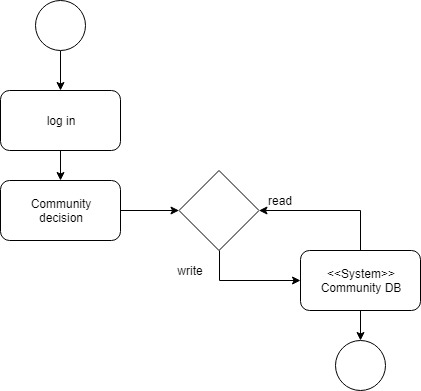 log in
Community
decision
read
write
<<System>>
Community DB